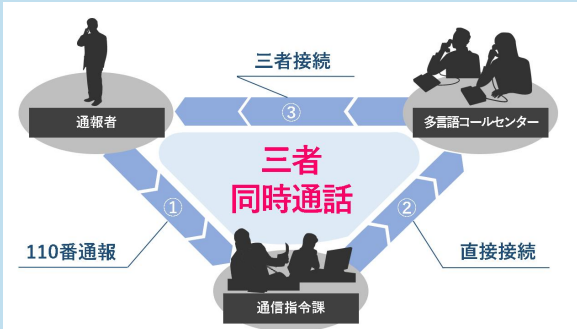 三者接続
通報者
③
多言語コールセンター
三者
同時通話
①
②
110番通報
直接接続
通信指令課